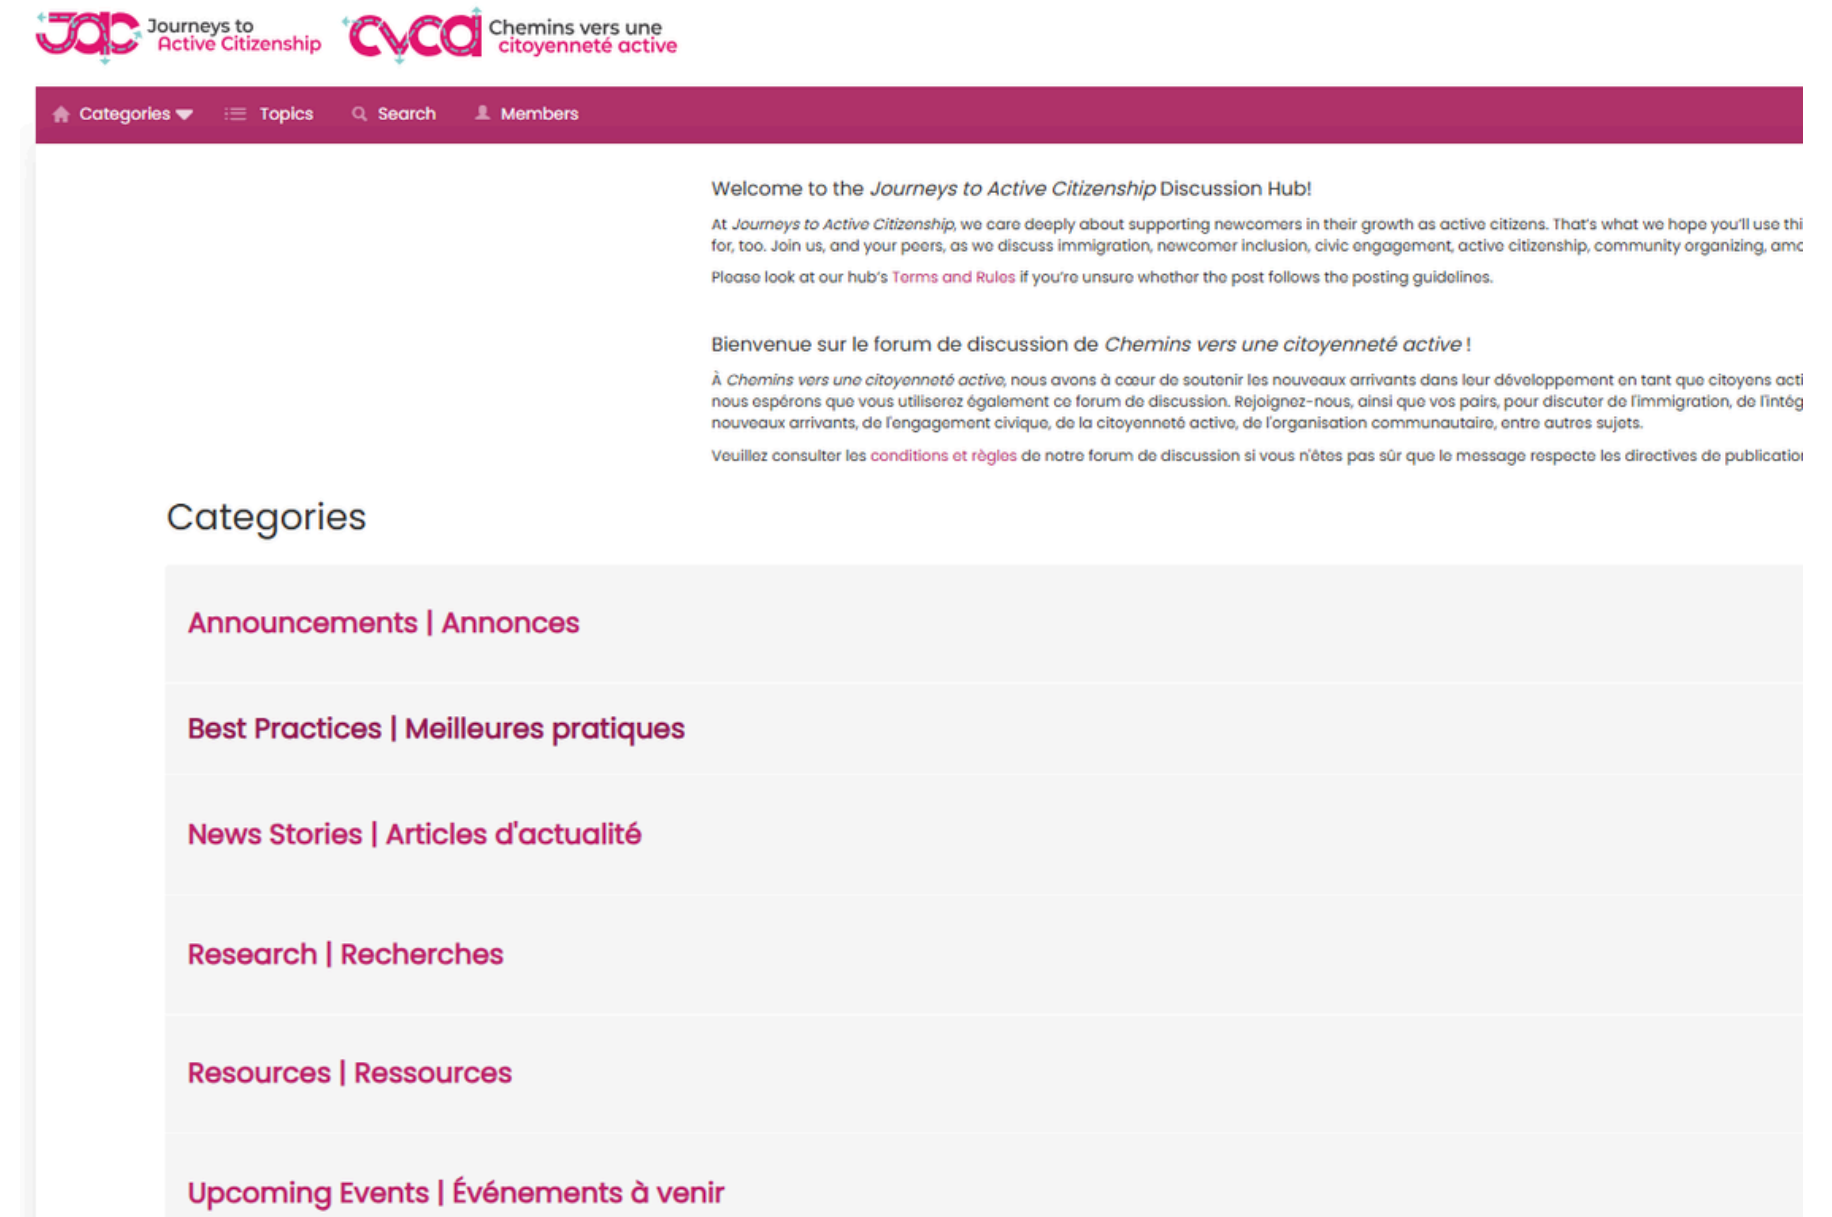 JAC Journeys to
Active Citizenship
CVCA Chemins vers une
citoyenneté active
Categories Topics Search Members
Welcome to the Journeys to Active Citizenship Discussion Hub!
At Journeys to Active Citizenship, we care deeply about supporting newcomers in their growth as active citizens. That's what we hope you'll use thi
for, too. Join us, and your peers, as we discuss immigration, newcomer inclusion, civic engagement, active citizenship, community organizing, amo
Please look at our hub's Terms and Rules if you're unsure whether the post follows the posting guidelines.
Bienvenue sur le forum de discussion de Chemins vers une citoyenneté active !
À Chemins vers une citoyenneté active, nous avons à cœur de soutenir les nouveaux arrivants dans leur développement en tant que citoyens acti
nous espérons que vous utiliserez également ce forum de discussion. Rejoignez-nous, ainsi que vos pairs, pour discuter de l'immigration, de l'intég
nouveaux arrivants, de l'engagement civique, de la citoyenneté active, de l'organisation communautaire, entre autres sujets.
Veuillez consulter les conditions et règles de notre forum de discussion si vous n'êtes pas sûr que le message respecte les directives de publication
Categories
Announcements | Annonces
Best Practices | Meilleures pratiques
News Stories | Articles d'actualité
Research | Recherches
Resources | Ressources
Upcoming Events | Événements à venir